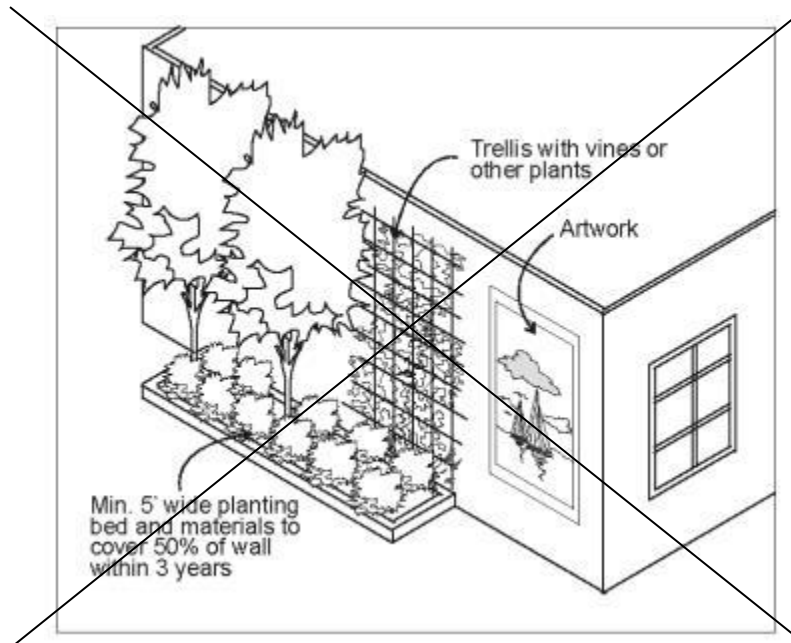 Trellis with vines or
other plants
Artwork
Min. 5' wide planting
bed and materials to
cover 50% of wall
within 3 years